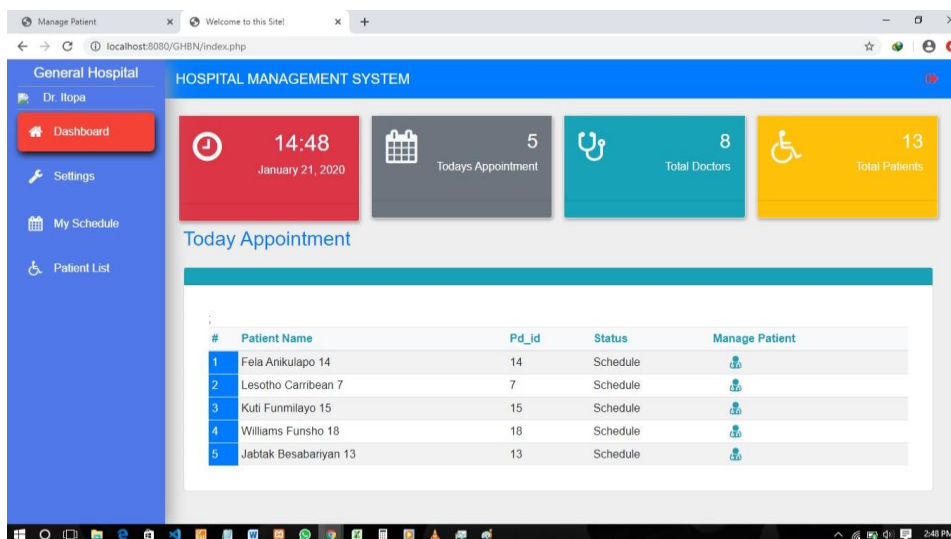 Manage Patient
Welcome to this Site!
localhost:8080/GHBN/index.php
General Hospital
Dr. Itopa
Dashboard
Settings
My Schedule
Patient List
HOSPITAL MANAGEMENT SYSTEM
14:48
January 21, 2020
5
Todays Appointment
8
Total Doctors
13
Total Patients
Today Appointment
;
# Patient Name Pd_id Status Manage Patient
1 Fela Anikulapo 14 14 Schedule
2 Lesotho Carribean 7 7 Schedule
3 Kuti Funmilayo 15 15 Schedule
4 Williams Funsho 18 18 Schedule
5 Jabtak Besabariyan 13 13 Schedule
2:48 PM